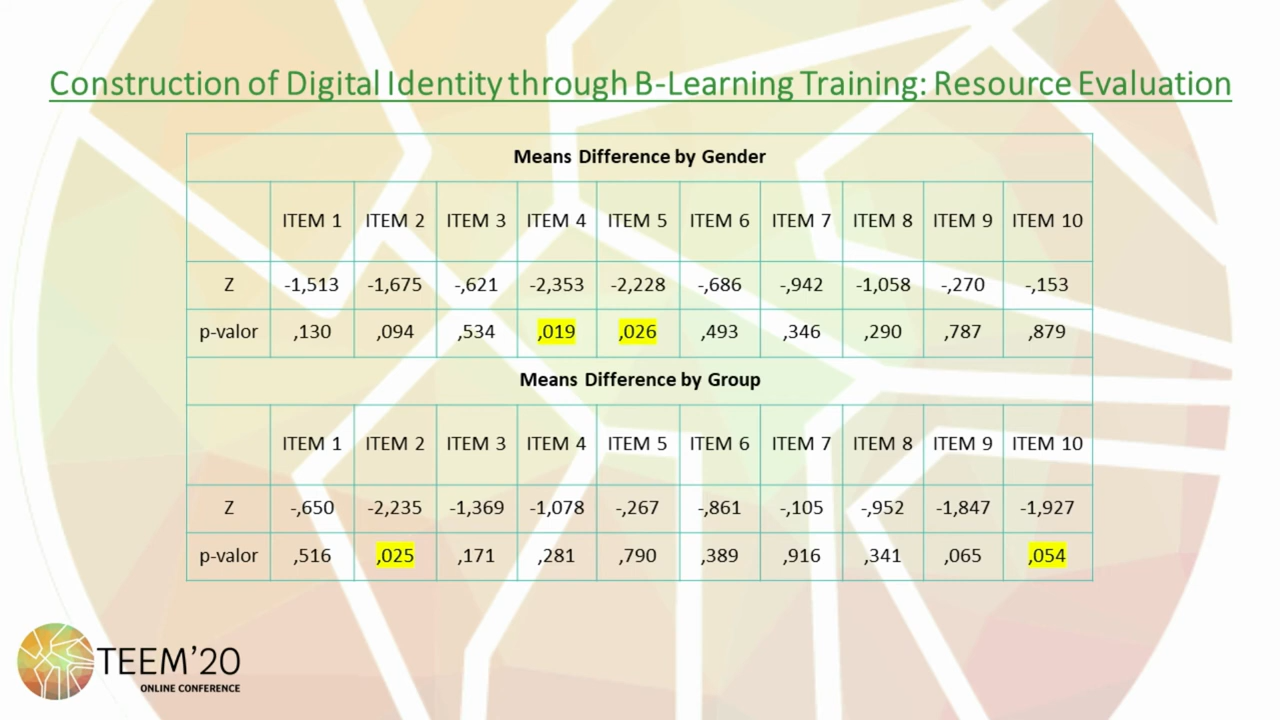 Construction of Digital Identity through B-Learning Training: Resource Evaluation
Means Difference by Gender
ITEM 1 ITEM 2 ITEM 3 ITEM 4 ITEM 5 ITEM 6 ITEM 7 ITEM 8 ITEM 9 ITEM 10
Z -1,513 -1,675 -,621 -2,353 -2,228 -,686 -,942 -1,058 -,270 -,153
p-valor ,130 ,094 ,534 ,019 ,026 ,493 ,346 ,290 ,787 ,879
Means Difference by Group
ITEM 1 ITEM 2 ITEM 3 ITEM 4 ITEM 5 ITEM 6 ITEM 7 ITEM 8 ITEM 9 ITEM 10
Z -,650 -2,235 -1,369 -1,078 -,267 -,861 -,105 -,952 -1,847 -1,927
p-valor ,516 ,025 ,171 ,281 ,790 ,389 ,916 ,341 ,065 ,054
TEEM'20
ONLINE CONFERENCE